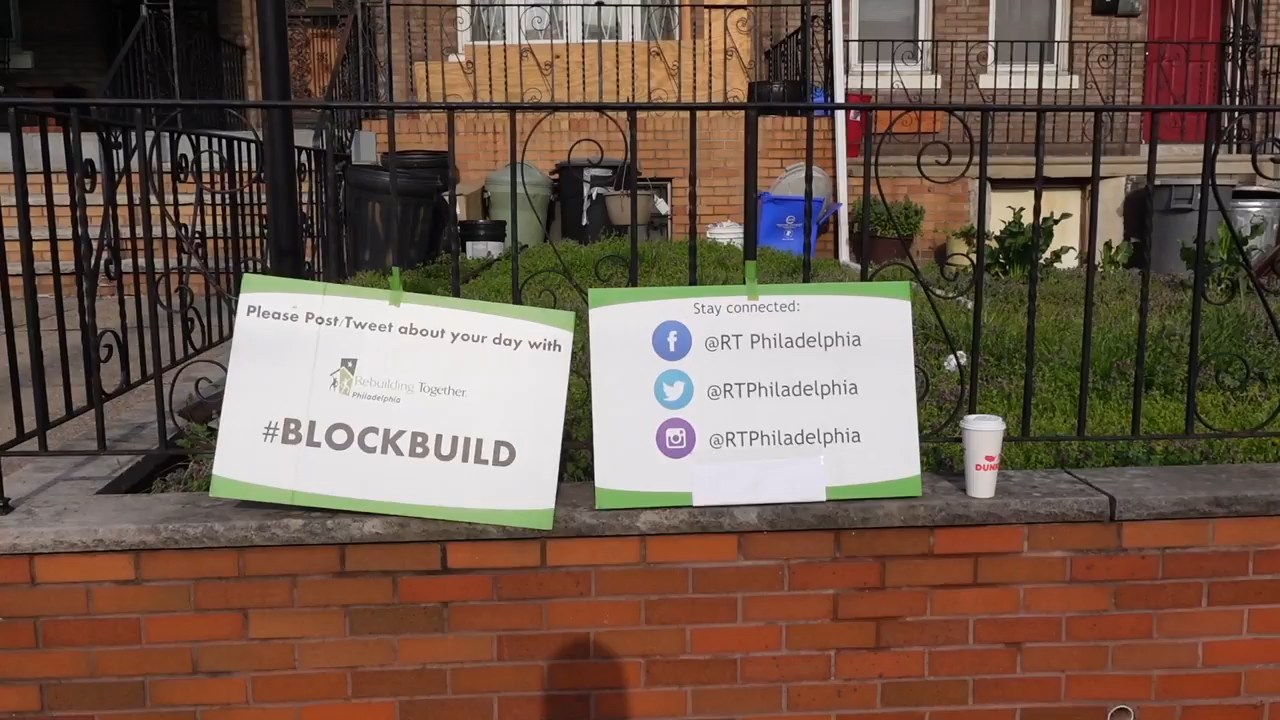 Please Post/Tweet about your day with
Rebuilding Together
Philadelphia
#BLOCKBUILD
Stay connected:
@RT Philadelphia
@RTPhiladelphia
@RTPhiladelphia
DUN